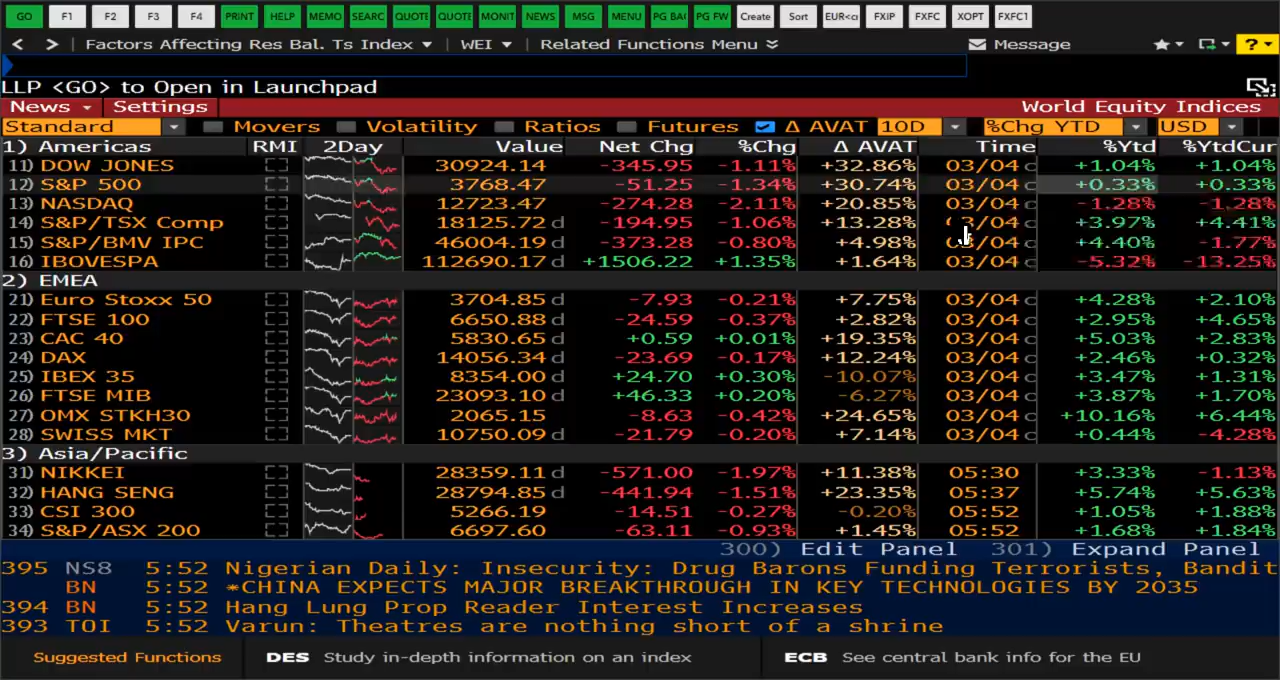 GO F1 F2 F3 F4 PRINT HELP MEMO SEARC QUOTE QUOTE MONIT NEWS MSG MENU PG BA PG FW Create Sort EUR<c FXIP FXFC XOPT FXFC1
< > Factors Affecting Res Bal. Ts Index WEI Related Functions Menu Message ?
LLP <GO> to Open in Launchpad
News Settings World Equity Indices
Standard Movers Volatility Ratios Futures Δ AVAT 10D %Chg YTD USD
1) Americas RMI 2Day Value Net Chg %Chg Δ AVAT Time %Ytd %YtdCur
11) DOW JONES 30924.14 -345.95 -1.11% +32.86% 03/04 c +1.04% +1.04%
12) S&P 500 3768.47 -51.25 -1.34% +30.74% 03/04 c +0.33% +0.33%
13) NASDAQ 12723.47 -274.28 -2.11% +20.85% 03/04 c -1.28% -1.28%
14) S&P/TSX Comp 18125.72 d -194.95 -1.06% +13.28% 03/04 c +3.97% +4.41%
15) S&P/BMV IPC 46004.19 d -373.28 -0.80% +4.98% 03/04 c +4.40% -1.77%
16) IBOVESPA 112690.17 d +1506.22 +1.35% +1.64% 03/04 c -5.32% -13.25%
2) EMEA
21) Euro Stoxx 50 3704.85 d -7.93 -0.21% +7.75% 03/04 c +4.28% +2.10%
22) FTSE 100 6650.88 d -24.59 -0.37% +2.82% 03/04 c +2.95% +4.65%
23) CAC 40 5830.65 d +0.59 +0.01% +19.35% 03/04 c +5.03% +2.83%
24) DAX 14056.34 d -23.69 -0.17% +12.24% 03/04 c +2.46% +0.32%
25) IBEX 35 8354.00 d +24.70 +0.30% -10.07% 03/04 c +3.47% +1.31%
26) FTSE MIB 23093.10 d +46.33 +0.20% -6.27% 03/04 c +3.87% +1.70%
27) OMX STKH30 2065.15 -8.63 -0.42% +24.65% 03/04 c +10.16% +6.44%
28) SWISS MKT 10750.09 d -21.79 -0.20% +7.14% 03/04 c +0.44% -4.28%
3) Asia/Pacific
31) NIKKEI 28359.11 d -571.00 -1.97% +11.38% 05:30 +3.33% -1.13%
32) HANG SENG 28794.85 d -441.94 -1.51% +23.35% 05:37 +5.74% +5.63%
33) CSI 300 5266.19 -14.51 -0.27% -0.20% 05:52 +1.05% +1.88%
34) S&P/ASX 200 6697.60 -63.11 -0.93% +1.45% 05:52 +1.68% +1.84%
300) Edit Panel 301) Expand Panel
395 NS8 5:52 Nigerian Daily: Insecurity: Drug Barons Funding Terrorists, Bandit
BN 5:52 *CHINA EXPECTS MAJOR BREAKTHROUGH IN KEY TECHNOLOGIES BY 2035
394 BN 5:52 Hang Lung Prop Reader Interest Increases
393 TOI 5:52 Varun: Theatres are nothing short of a shrine
Suggested Functions DES Study in-depth information on an index ECB See central bank info for the EU